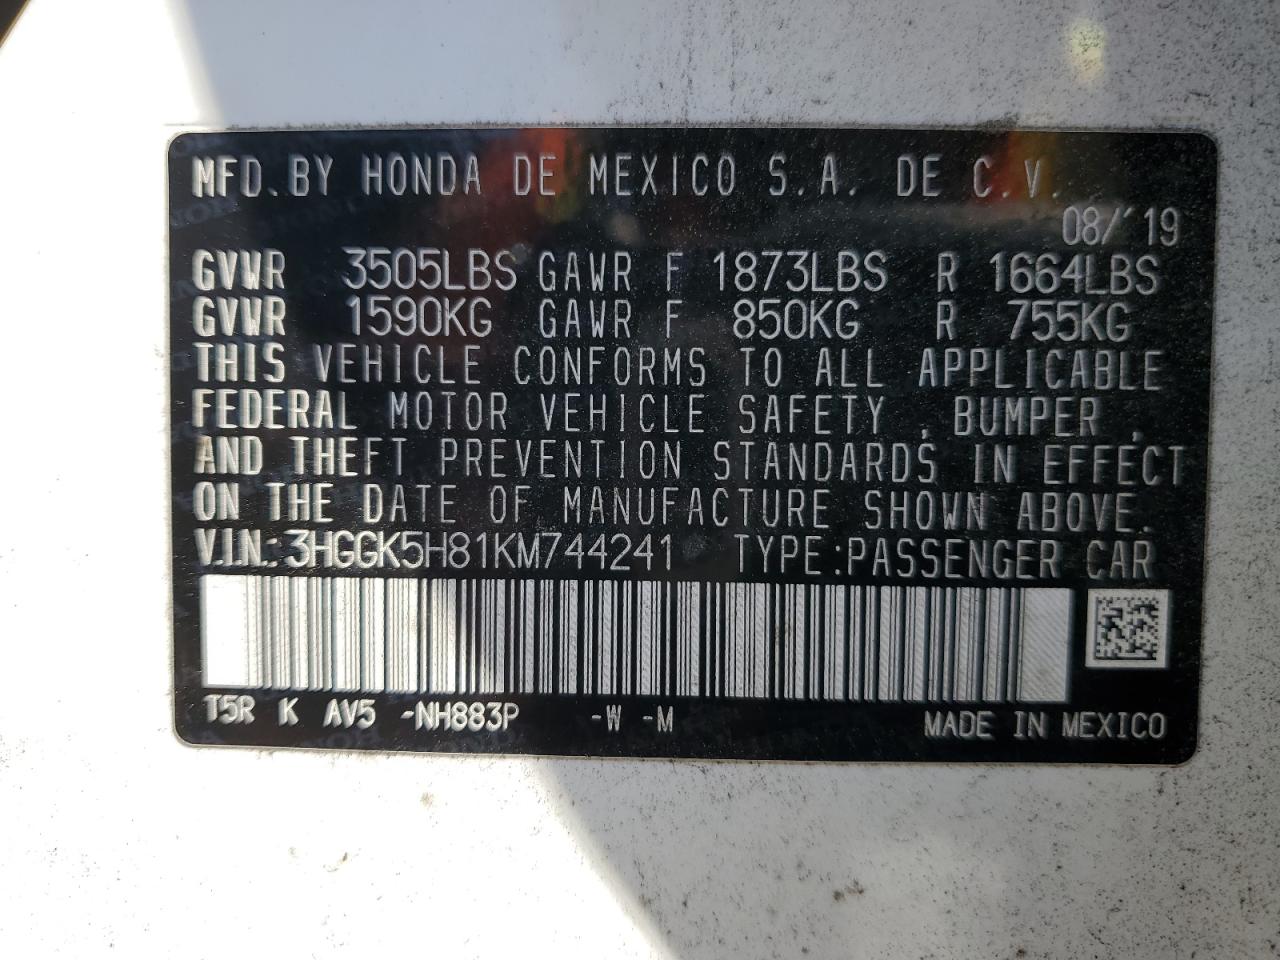 MFD. BY HONDA DE MEXICO S.A. DE C.V.
08/'19
GVWR 3505LBS GAWR F 1873LBS R 1664LBS
GVWR 1590KG GAWR F 850KG R 755KG
THIS VEHICLE CONFORMS TO ALL APPLICABLE
FEDERAL MOTOR VEHICLE SAFETY, BUMPER,
AND THEFT PREVENTION STANDARDS IN EFFECT
ON THE DATE OF MANUFACTURE SHOWN ABOVE.
V.I.N.: 3HGGK5H81KM744241 TYPE:PASSENGER CAR
T5R K AV5 -NH883P -W -M MADE IN MEXICO